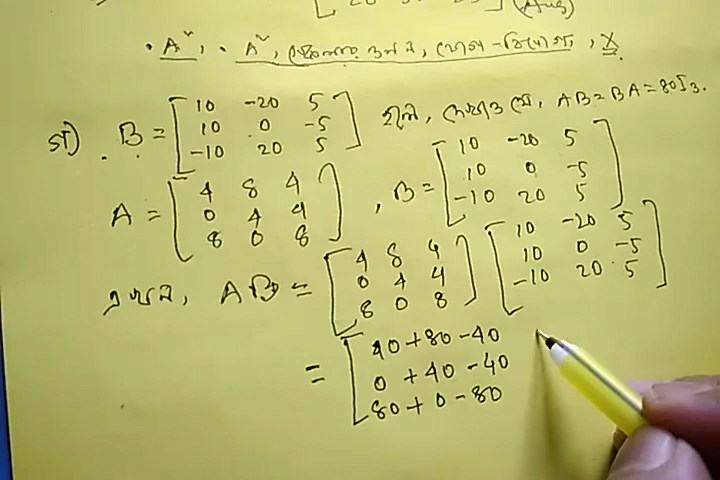 20 25] (Aug)
• A², • A², যোগ-বিয়োগ, X
গ) B = [10 -20 5
10 0 -5
-10 20 5] হলে, দেখাও যে, AB = BA = 80I₃.
A = [4 8 4
0 4 4
8 0 8], B = [10 -20 5
10 0 -5
-10 20 5]
এখন, AB = [4 8 4
0 4 4
8 0 8] [10 -20 5
10 0 -5
-10 20 5]
= [40+80-40
0+40-40
80+0-80